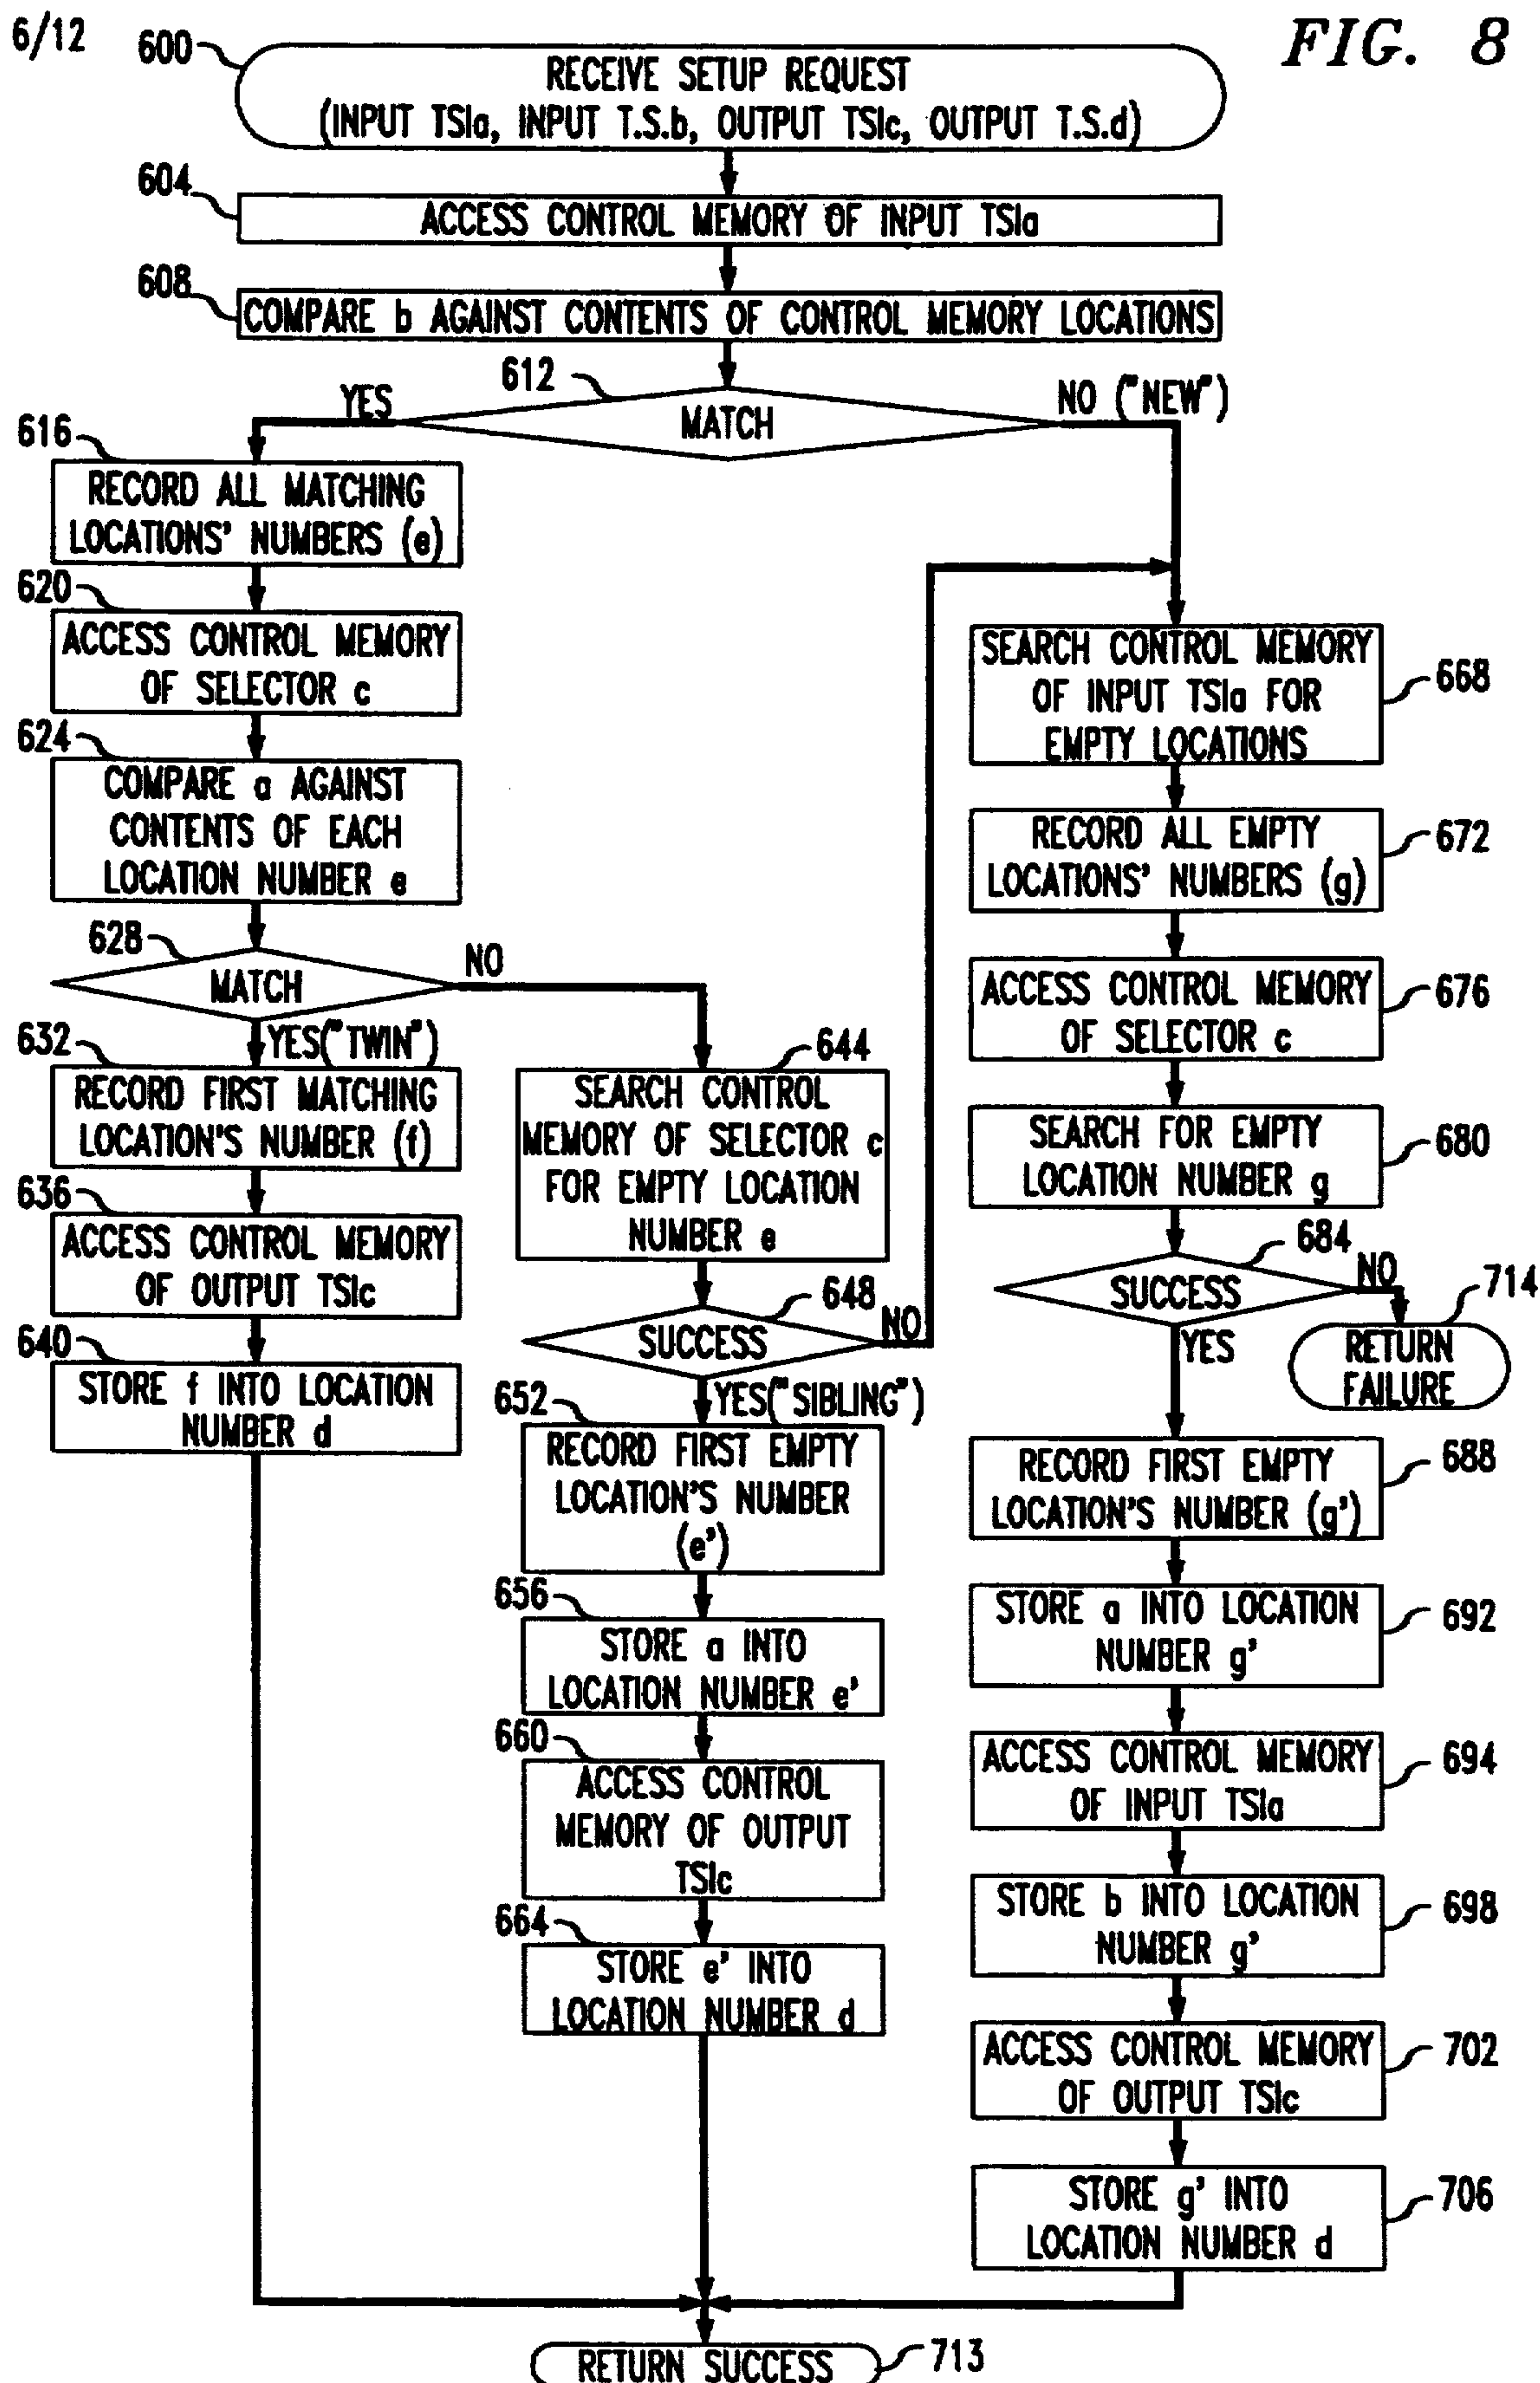 6/12
FIG. 8
600
RECEIVE SETUP REQUEST
(INPUT TSIa, INPUT T.S.b, OUTPUT TSIc, OUTPUT T.S.d)
604
ACCESS CONTROL MEMORY OF INPUT TSIa
608
COMPARE b AGAINST CONTENTS OF CONTROL MEMORY LOCATIONS
612
MATCH
YES
NO ("NEW")
616
RECORD ALL MATCHING
LOCATIONS' NUMBERS (e)
620
ACCESS CONTROL MEMORY
OF SELECTOR c
624
COMPARE a AGAINST
CONTENTS OF EACH
LOCATION NUMBER e
628
MATCH
NO
YES("TWIN")
632
RECORD FIRST MATCHING
LOCATION'S NUMBER (f)
636
ACCESS CONTROL MEMORY
OF OUTPUT TSIc
640
STORE f INTO LOCATION
NUMBER d
644
SEARCH CONTROL
MEMORY OF SELECTOR c
FOR EMPTY LOCATION
NUMBER e
648
SUCCESS
NO
YES("SIBLING")
652
RECORD FIRST EMPTY
LOCATION'S NUMBER
(e')
656
STORE a INTO
LOCATION NUMBER e'
660
ACCESS CONTROL
MEMORY OF OUTPUT
TSIc
664
STORE e' INTO
LOCATION NUMBER d
SEARCH CONTROL MEMORY
OF INPUT TSIa FOR
EMPTY LOCATIONS
668
RECORD ALL EMPTY
LOCATIONS' NUMBERS (g)
672
ACCESS CONTROL MEMORY
OF SELECTOR c
676
SEARCH FOR EMPTY
LOCATION NUMBER g
680
684
SUCCESS
NO
YES
714
RETURN
FAILURE
RECORD FIRST EMPTY
LOCATION'S NUMBER (g')
688
STORE a INTO LOCATION
NUMBER g'
692
ACCESS CONTROL MEMORY
OF INPUT TSIa
694
STORE b INTO LOCATION
NUMBER g'
698
ACCESS CONTROL MEMORY
OF OUTPUT TSIc
702
STORE g' INTO
LOCATION NUMBER d
706
RETURN SUCCESS
713